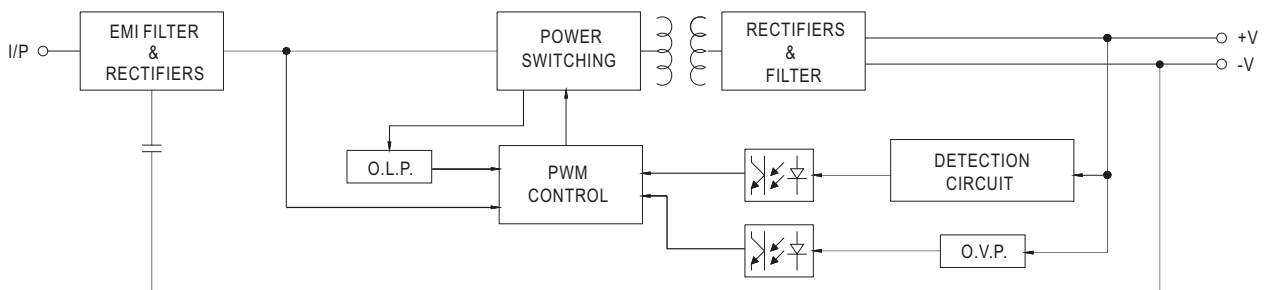 I/P
EMI FILTER
&
RECTIFIERS
POWER
SWITCHING
RECTIFIERS
&
FILTER
+V
-V
O.L.P.
PWM
CONTROL
DETECTION
CIRCUIT
O.V.P.